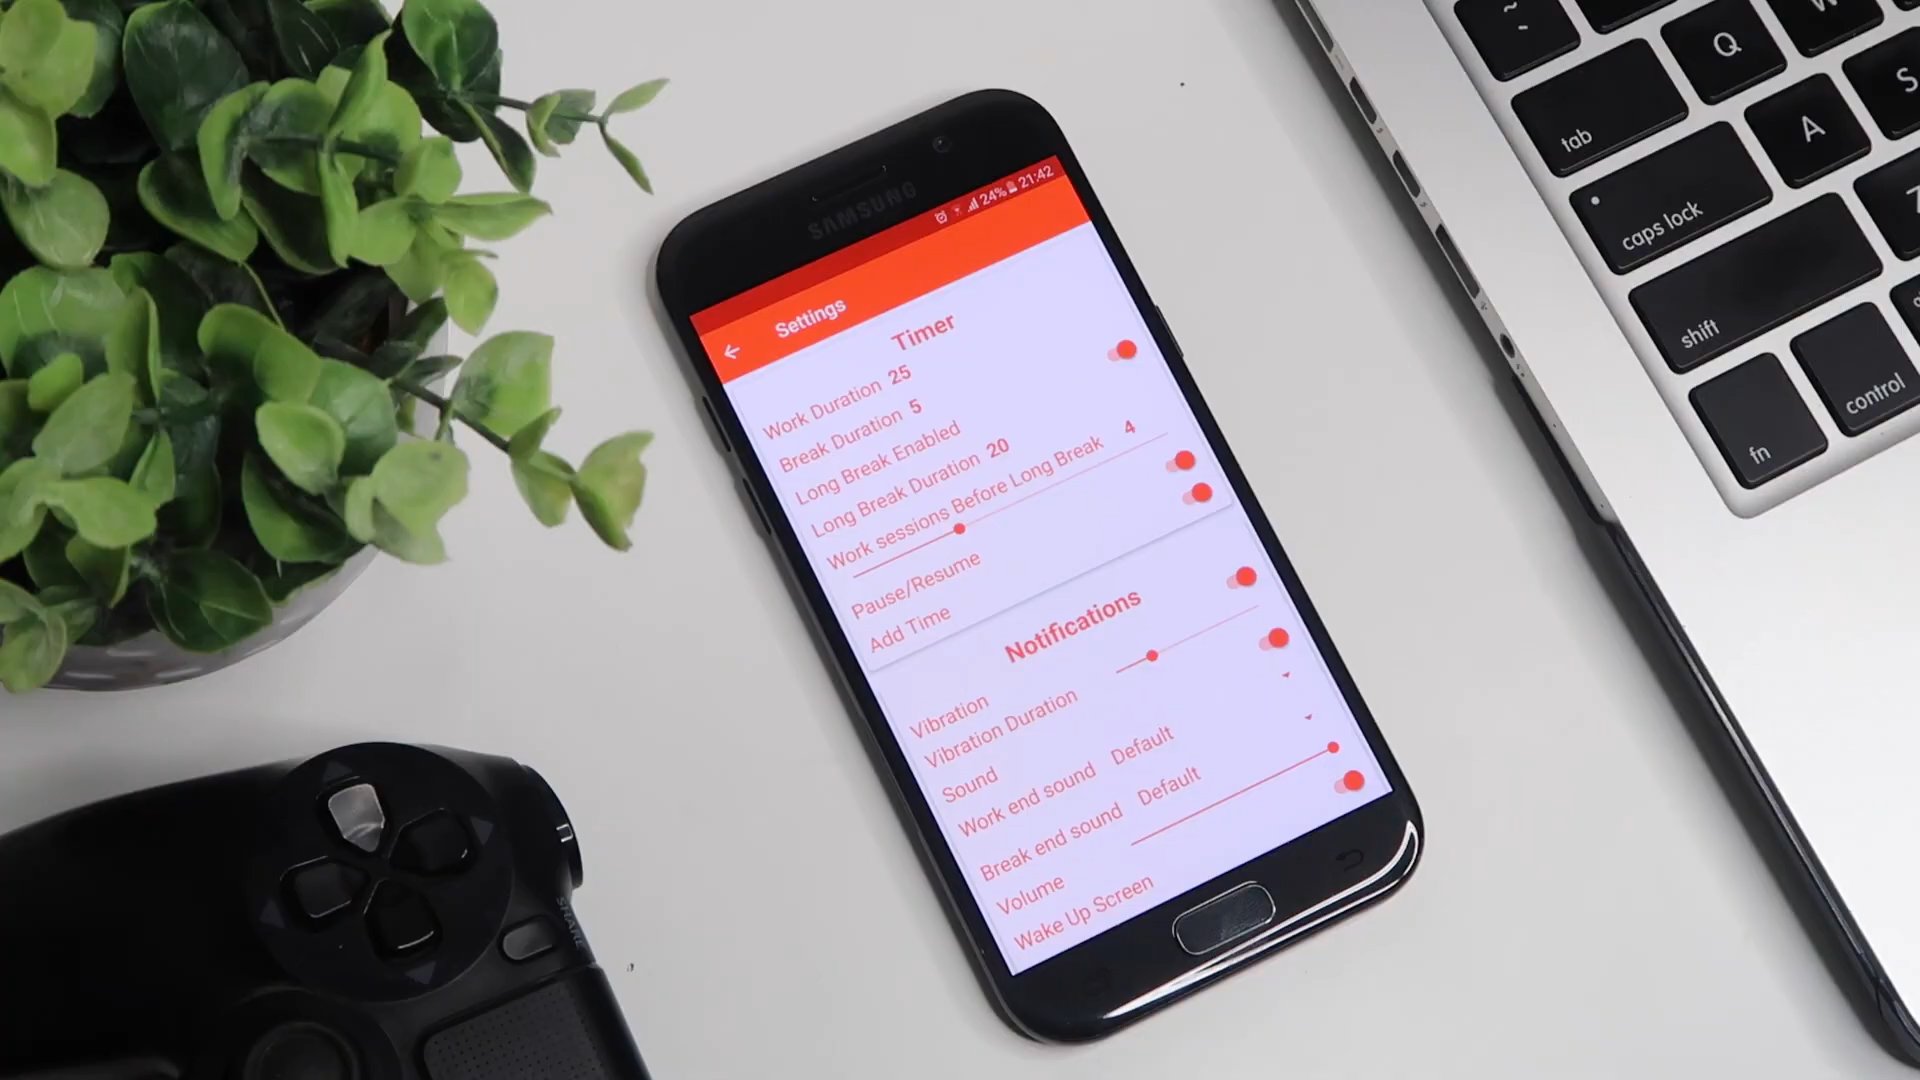 SAMSUNG
24% 21:42
Settings
Timer
Work Duration 25
Break Duration 5
Long Break Enabled
Long Break Duration 20
Work sessions Before Long Break 4
Pause/Resume
Add Time
Notifications
Vibration
Vibration Duration
Sound
Work end sound Default
Break end sound Default
Volume
Wake Up Screen
SHARE
~
Q
W
tab
A
S
caps lock
Z
shift
fn
control